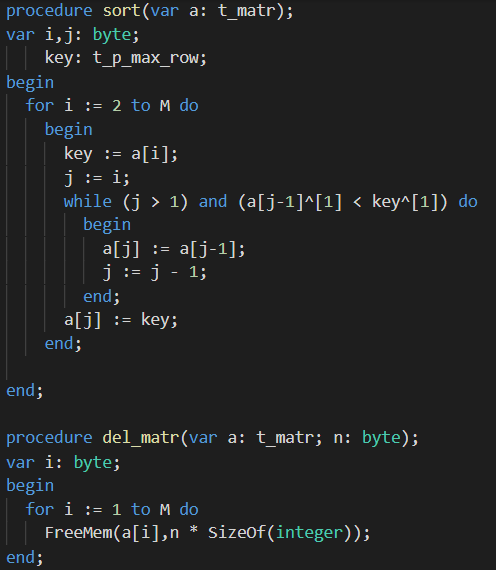 procedure sort(var a: t_matr);
var i,j: byte;
    key: t_p_max_row;
begin
  for i := 2 to M do
    begin
      key := a[i];
      j := i;
      while (j > 1) and (a[j-1]^[1] < key^[1]) do
        begin
          a[j] := a[j-1];
          j := j - 1;
        end;
      a[j] := key;
    end;

end;

procedure del_matr(var a: t_matr; n: byte);
var i: byte;
begin
  for i := 1 to M do
    FreeMem(a[i],n * SizeOf(integer));
end;